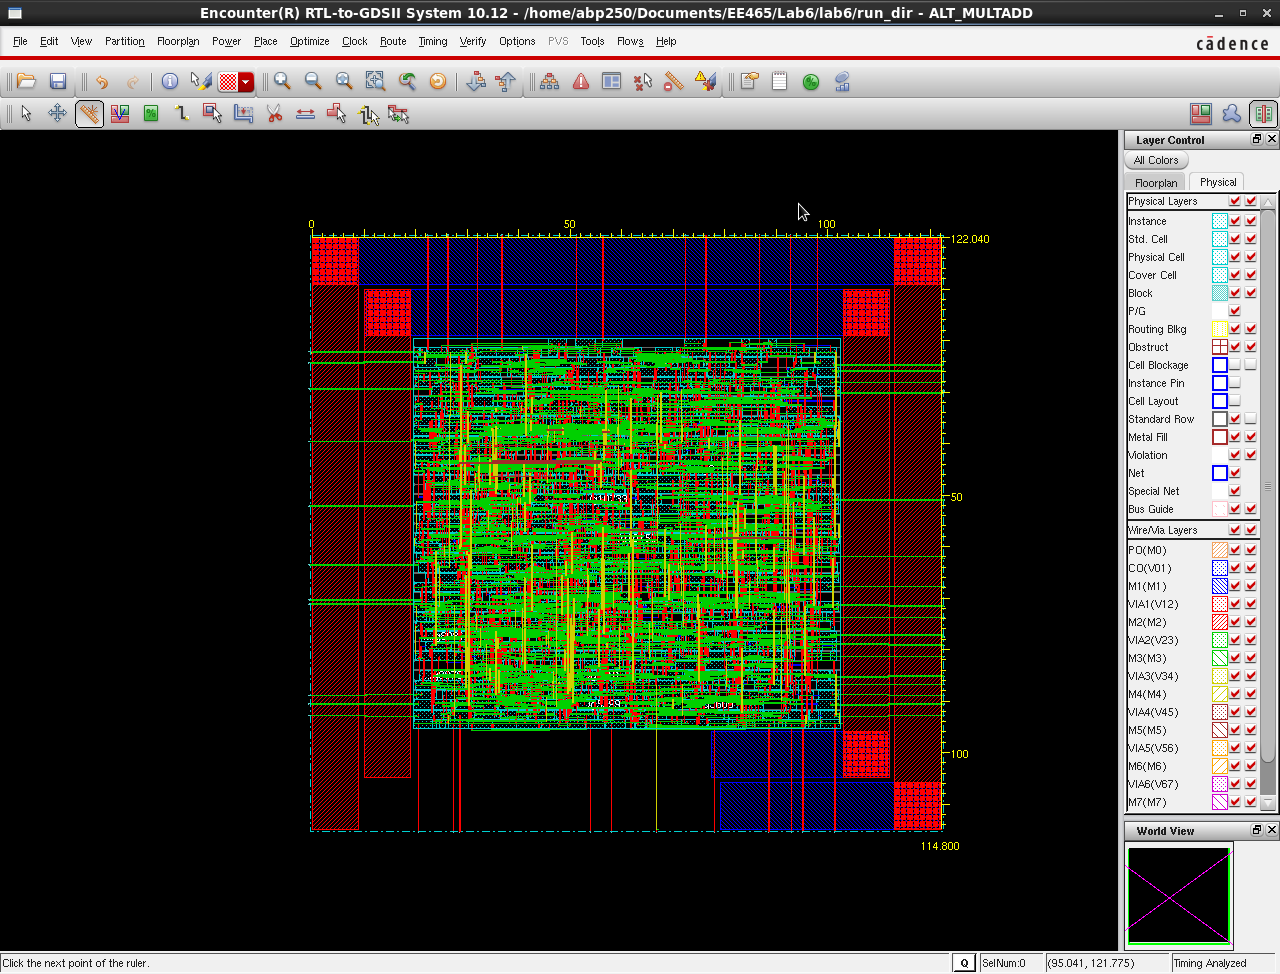 Encounter(R) RTL-to-GDSII System 10.12 - /home/abp250/Documents/EE465/Lab6/lab6/run_dir - ALT_MULTADD
File Edit View Partition Floorplan Power Place Optimize Clock Route Timing Verify Options PVS Tools Flows Help
cādence
Layer Control
All Colors
Floorplan Physical
Physical Layers
Instance
Std. Cell
Physical Cell
Cover Cell
Block
P/G
Routing Blkg
Obstruct
Cell Blockage
Instance Pin
Cell Layout
Standard Row
Metal Fill
Violation
Net
Special Net
Bus Guide
Wire/Via Layers
PO(M0)
CO(V01)
M1(M1)
VIA1(V12)
M2(M2)
VIA2(V23)
M3(M3)
VIA3(V34)
M4(M4)
VIA4(V45)
M5(M5)
VIA5(V56)
M6(M6)
VIA6(V67)
M7(M7)
World View
0 50 100
122.040
50
100
114.800
Click the next point of the ruler.
Q
SelNum:0
(95.041, 121.775)
Timing Analyzed